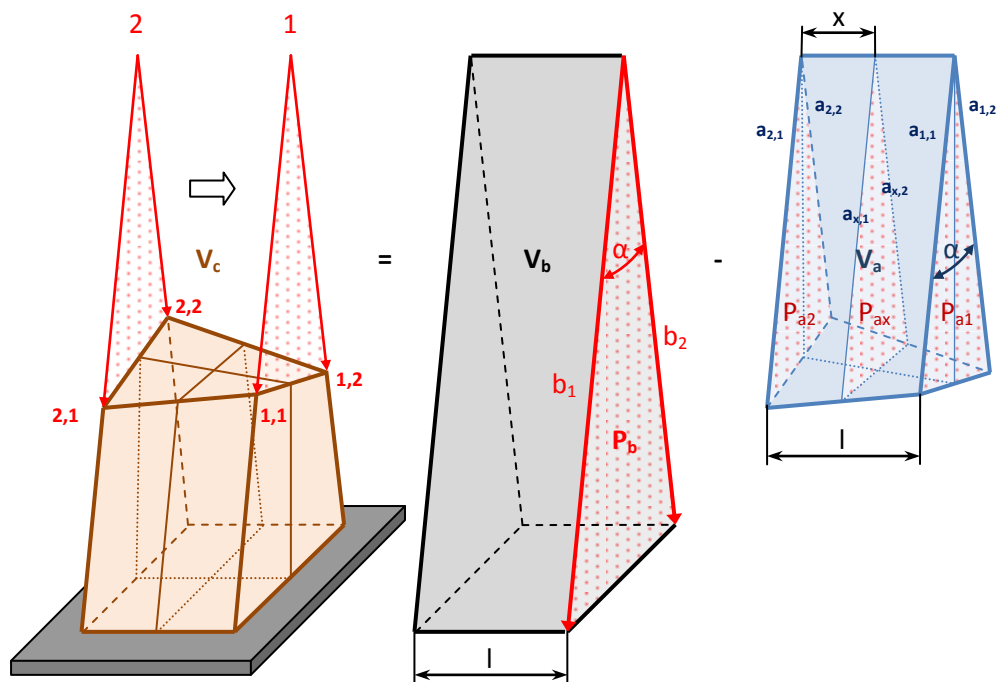 2
1
x
a2,1
a2,2
a1,1
a1,2
ax,2
ax,1
Vc
=
Vb
α
-
Va
α
2,2
Pa2
Pax
Pa1
b2
1,2
b1
2,1
1,1
Pb
l
l